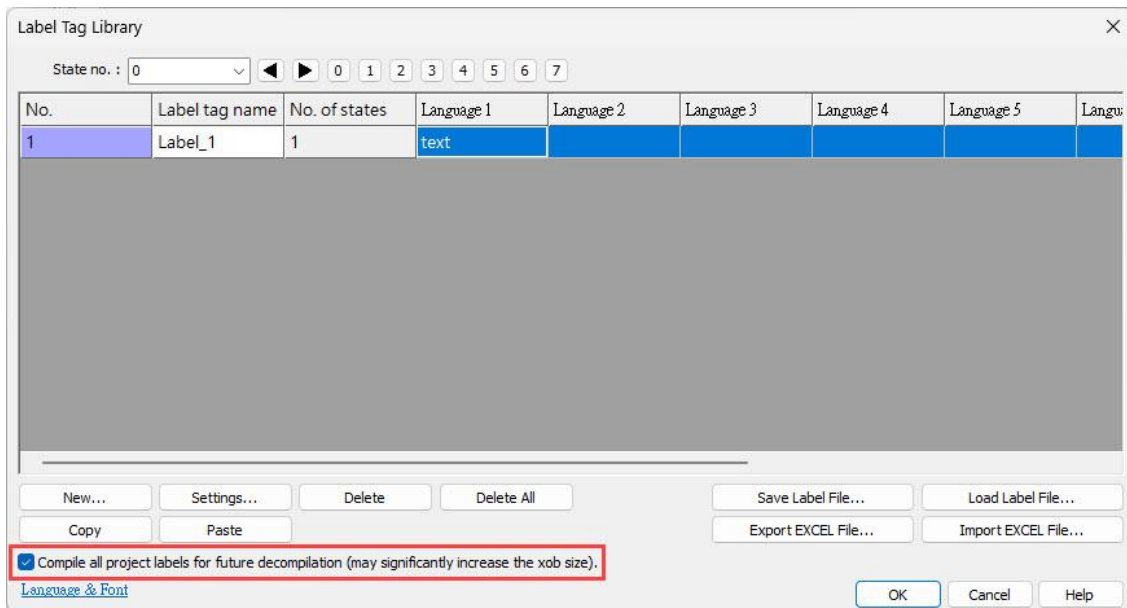 Label Tag Library
State no. : 0 0 1 2 3 4 5 6 7
No. Label tag name No. of states Language 1 Language 2 Language 3 Language 4 Language 5 Langu
1 Label_1 1 text
New... Settings... Delete Delete All Save Label File... Load Label File...
Copy Paste Export EXCEL File... Import EXCEL File...
Compile all project labels for future decompilation (may significantly increase the xob size).
Language & Font OK Cancel Help